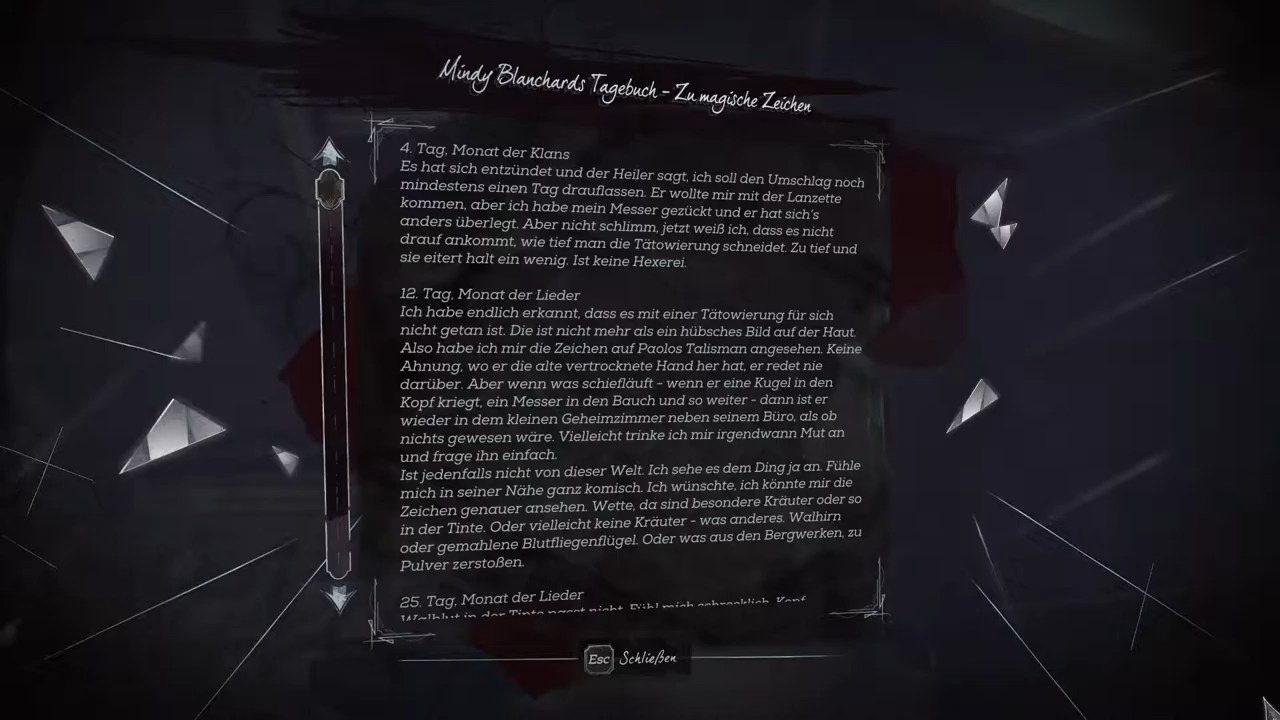 Mindy Blanchards Tagebuch - Zu magische Zeichen
4. Tag, Monat der Klans
Es hat sich entzündet und der Heiler sagt, ich soll den Umschlag noch
mindestens einen Tag drauflassen. Er wollte mir mit der Lanzette
kommen, aber ich habe mein Messer gezückt und er hat sich's
anders überlegt. Aber nicht schlimm, jetzt weiß ich, dass es nicht
drauf ankommt, wie tief man die Tätowierung schneidet. Zu tief und
sie eitert halt ein wenig. Ist keine Hexerei.
12. Tag, Monat der Lieder
Ich habe endlich erkannt, dass es mit einer Tätowierung für sich
nicht getan ist. Die ist nicht mehr als ein hübsches Bild auf der Haut.
Also habe ich mir die Zeichen auf Paolos Talisman angesehen. Keine
Ahnung, wo er die alte vertrocknete Hand her hat, er redet nie
darüber. Aber wenn was schiefläuft - wenn er eine Kugel in den
Kopf kriegt, ein Messer in den Bauch und so weiter - dann ist er
wieder in dem kleinen Geheimzimmer neben seinem Büro, als ob
nichts gewesen wäre. Vielleicht trinke ich mir irgendwann Mut an
und frage ihn einfach.
Ist jedenfalls nicht von dieser Welt. Ich sehe es dem Ding ja an. Fühle
mich in seiner Nähe ganz komisch. Ich wünschte, ich könnte mir die
Zeichen genauer ansehen. Wette, da sind besondere Kräuter oder so
in der Tinte. Oder vielleicht keine Kräuter - was anderes. Walhirn
oder gemahlene Blutfliegenflügel. Oder was aus den Bergwerken, zu
Pulver zerstoßen.
25. Tag, Monat der Lieder
Walblut in der Tinte passt nicht. Fühl mich schrecklich. Kopf
Esc Schließen